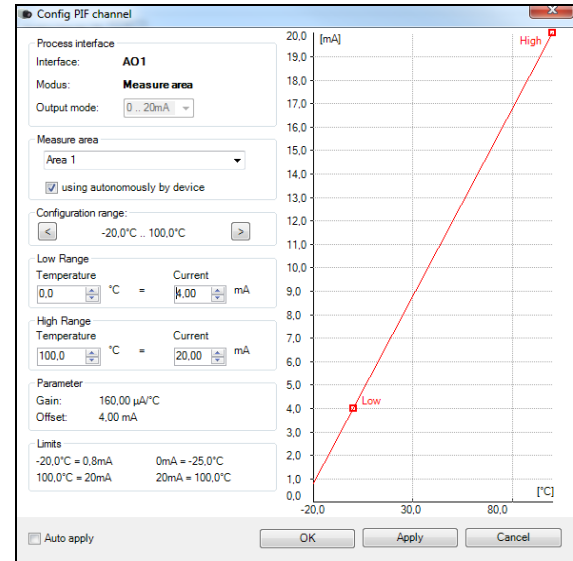 Config PIF channel
Process interface
Interface: AO1
Modus: Measure area
Output mode: 0 .. 20mA
Measure area
Area 1
using autonomously by device
Configuration range:
< -20,0°C .. 100,0°C >
Low Range
Temperature Current
0,0 °C = 4,00 mA
High Range
Temperature Current
100,0 °C = 20,00 mA
Parameter
Gain: 160,00 µA/°C
Offset: 4,00 mA
Limits
-20,0°C = 0,8mA 0mA = -25,0°C
100,0°C = 20mA 20mA = 100,0°C
20,0 [mA] High
19,0
18,0
17,0
16,0
15,0
14,0
13,0
12,0
11,0
10,0
9,0
8,0
7,0
6,0
5,0
4,0 Low
3,0
2,0
1,0
0,0 [°C]
-20,0 30,0 80,0
Auto apply OK Apply Cancel